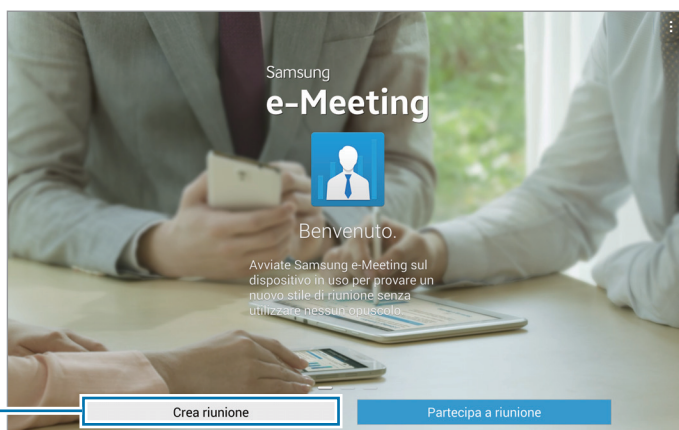 Samsung
e-Meeting
Benvenuto.
Avviate Samsung e-Meeting sul
dispositivo in uso per provare un
nuovo stile di riunione senza
utilizzare nessun opuscolo.
Crea riunione
Partecipa a riunione